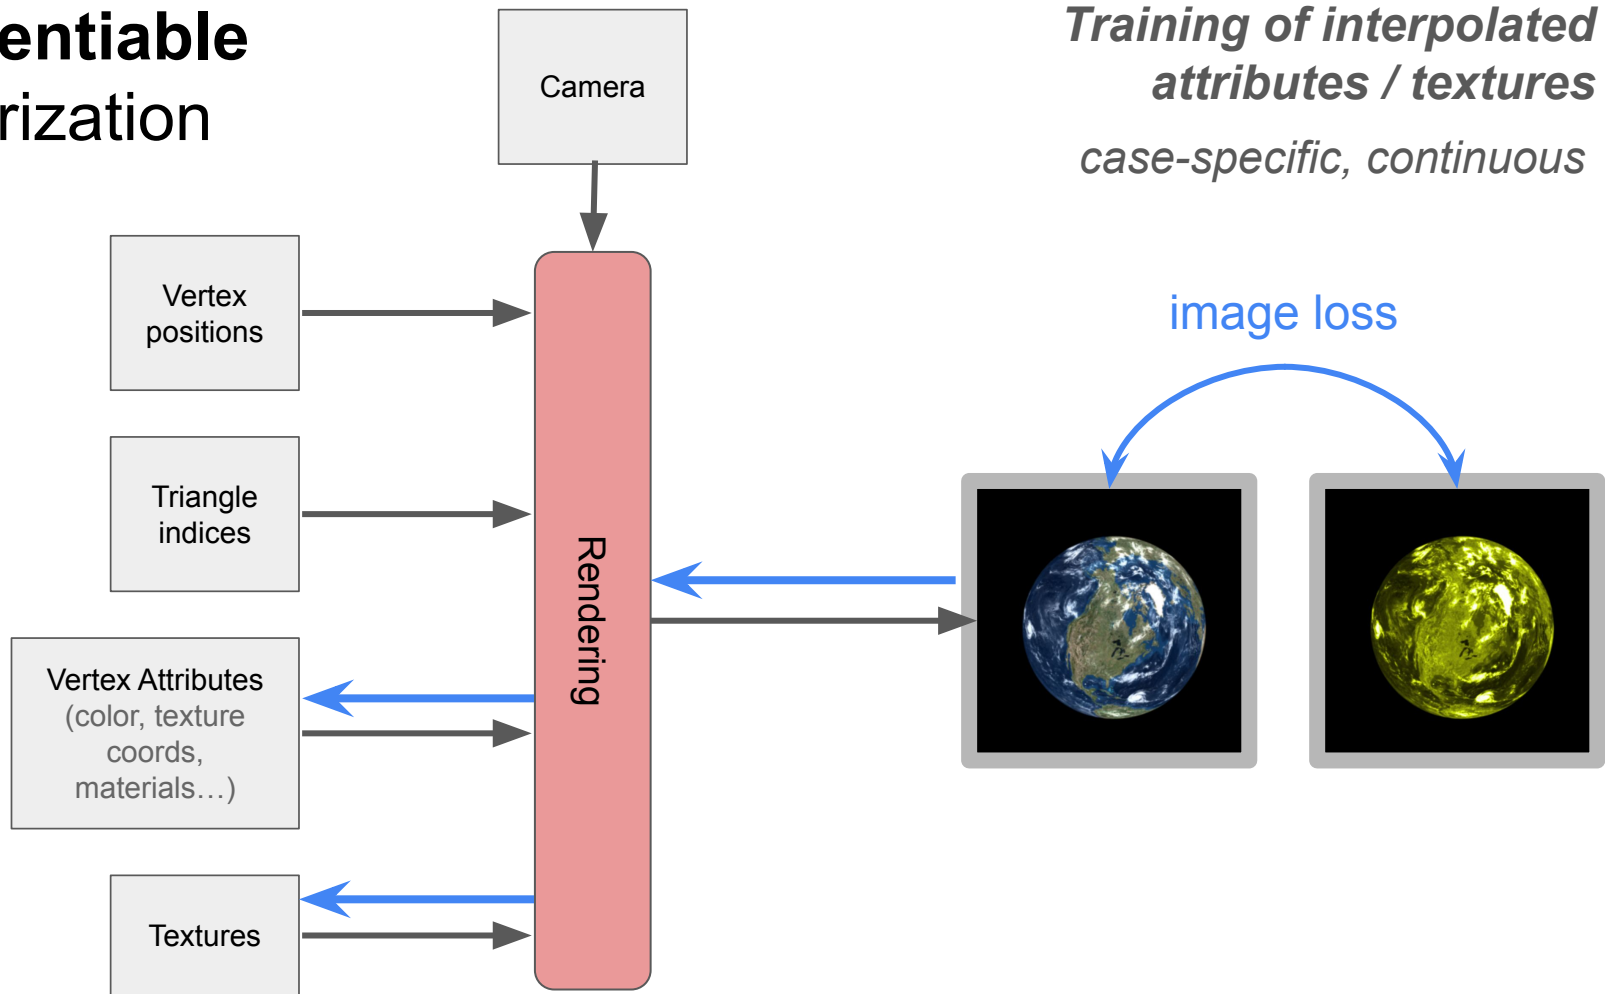 entiable
rization
Camera
Training of interpolated
attributes / textures
case-specific, continuous
Vertex
positions
image loss
Triangle
indices
Rendering
Vertex Attributes
(color, texture
coords,
materials…)
Textures